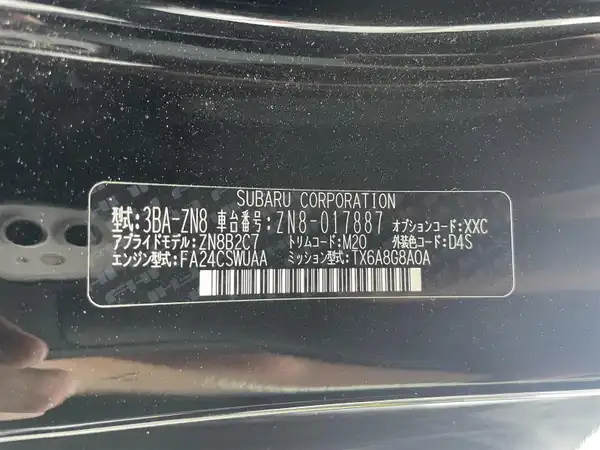 SUBARU CORPORATION
型式:3BA-ZN8 車台番号:ZN8-017887 オプションコード:XXC
アプライドモデル:ZN8B2C7 トリムコード:M20 外装色コード:D4S
エンジン型式:FA24CSWUAA ミッション型式:TX6A8G8A0A